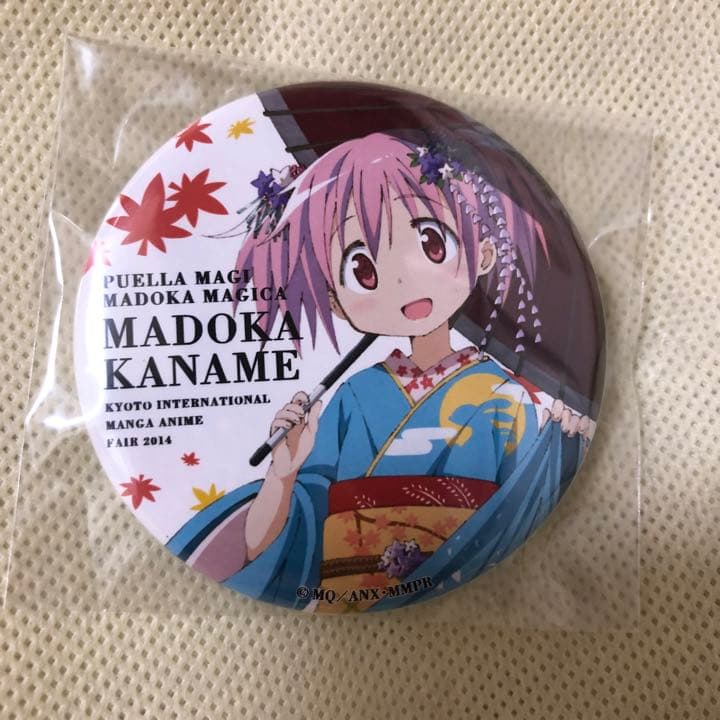 PUELLA MAGI
MADOKA MAGICA
MADOKA
KANAME
KYOTO INTERNATIONAL
MANGA ANIME
FAIR 2014
©MQ/ANX・MMPR